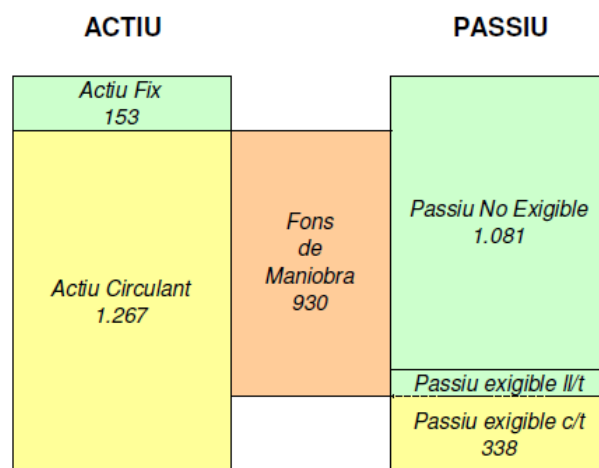 ACTIU
PASSIU
Actiu Fix
153
Actiu Circulant
1.267
Fons
de
Maniobra
930
Passiu No Exigible
1.081
Passiu exigible ll/t
Passiu exigible c/t
338